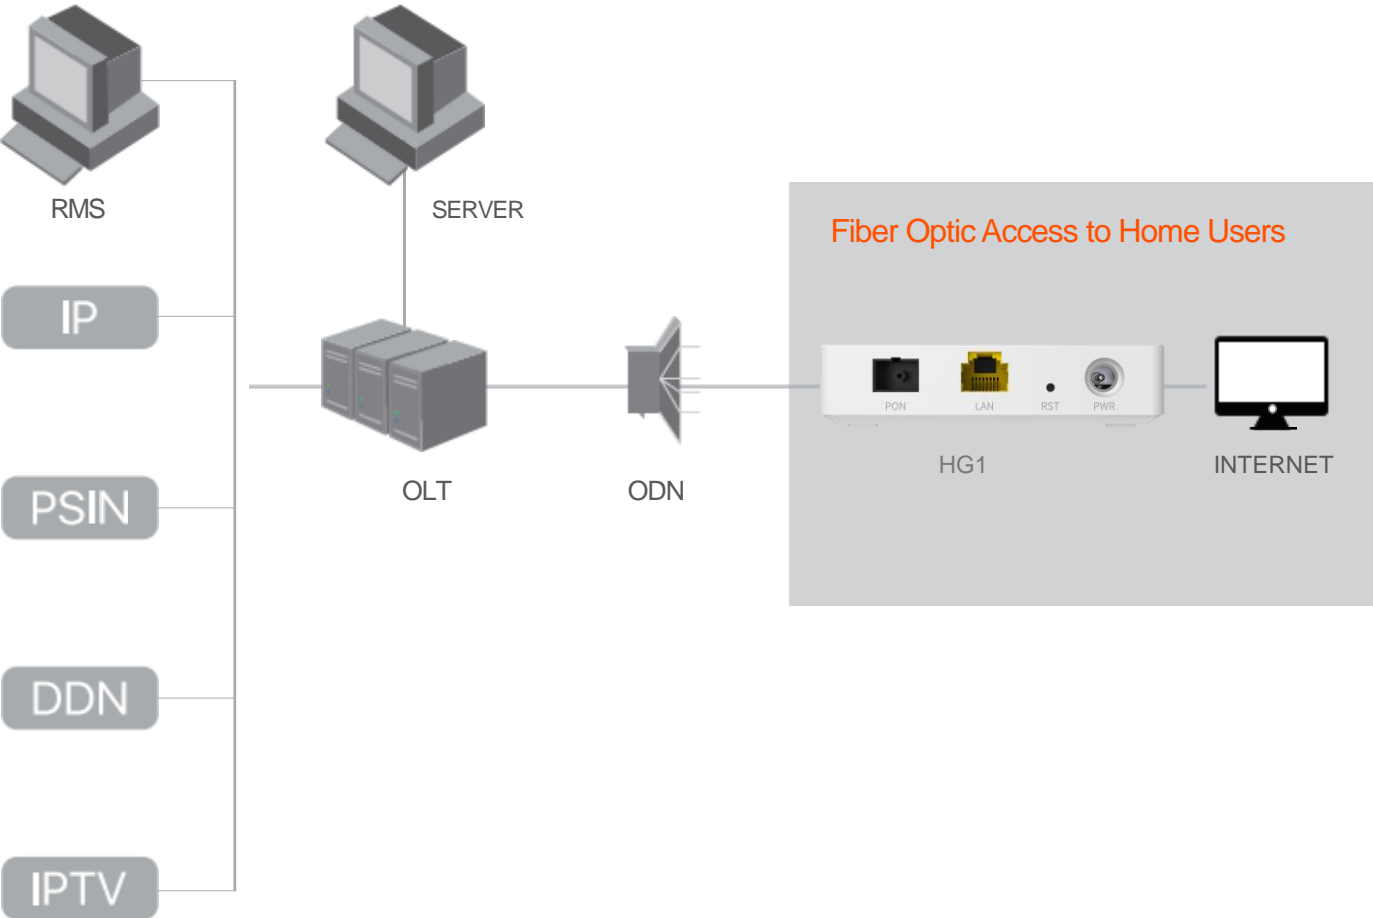 RMS
SERVER
Fiber Optic Access to Home Users
IP
PON
LAN
RST
PWR
HG1
INTERNET
OLT
ODN
PSIN
DDN
IPTV